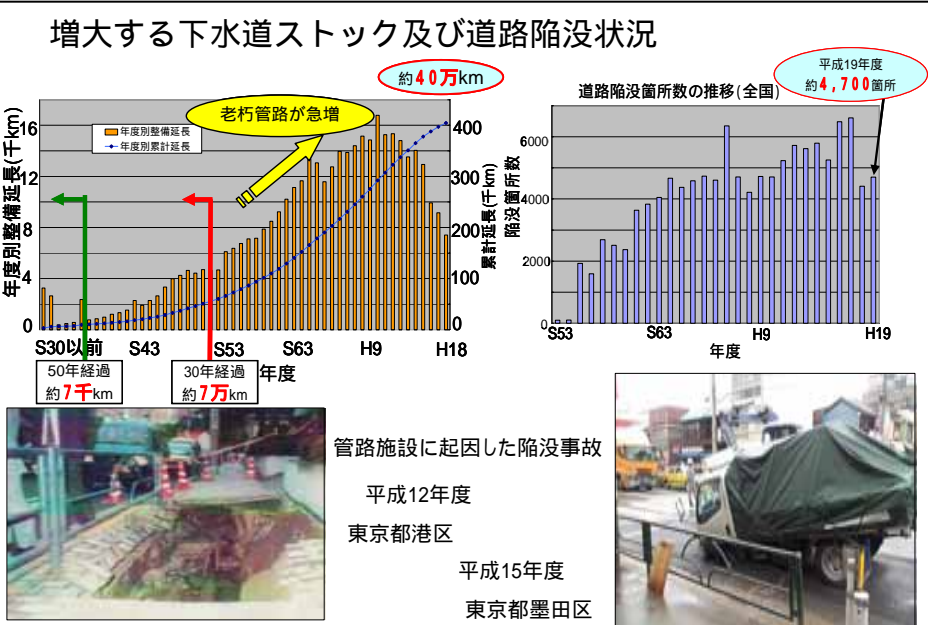 増大する下水道ストック及び道路陥没状況
約40万km
平成19年度
約4,700箇所
老朽管路が急増
年度別整備延長
年度別累計延長
年度別整備延長(千km)
16
12
8
4
0
累計延長(千km)
400
300
200
100
0
S30以前
S43
S53
S63
H9
H18
年度
50年経過
約7千km
30年経過
約7万km
道路陥没箇所数の推移(全国)
陥没箇所数
6000
4000
2000
0
S53
S63
H9
H19
年度
管路施設に起因した陥没事故
平成12年度
東京都港区
平成15年度
東京都墨田区